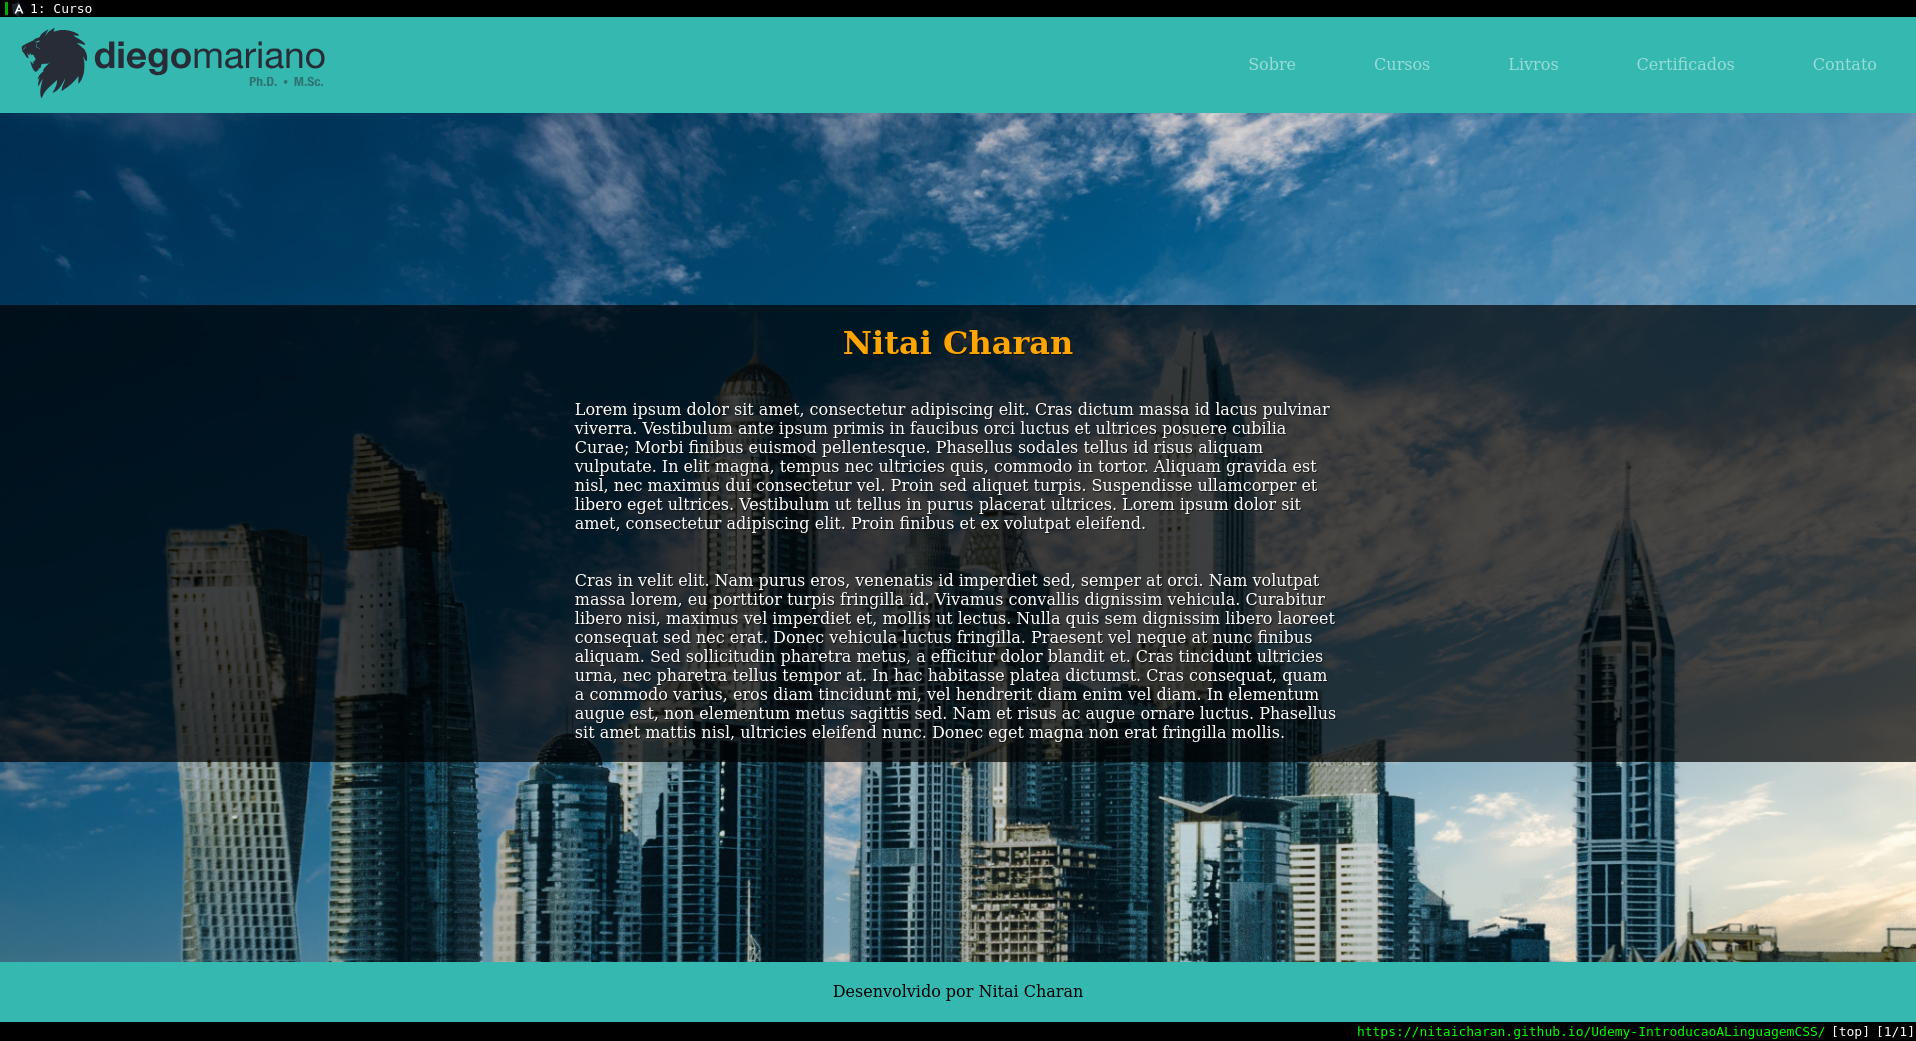 1: Curso
diegomariano
Ph.D. • M.Sc.
Sobre Cursos Livros Certificados Contato
Nitai Charan
Lorem ipsum dolor sit amet, consectetur adipiscing elit. Cras dictum massa id lacus pulvinar
viverra. Vestibulum ante ipsum primis in faucibus orci luctus et ultrices posuere cubilia
Curae; Morbi finibus euismod pellentesque. Phasellus sodales tellus id risus aliquam
vulputate. In elit magna, tempus nec ultricies quis, commodo in tortor. Aliquam gravida est
nisl, nec maximus dui consectetur vel. Proin sed aliquet turpis. Suspendisse ullamcorper et
libero eget ultrices. Vestibulum ut tellus in purus placerat ultrices. Lorem ipsum dolor sit
amet, consectetur adipiscing elit. Proin finibus et ex volutpat eleifend.
Cras in velit elit. Nam purus eros, venenatis id imperdiet sed, semper at orci. Nam volutpat
massa lorem, eu porttitor turpis fringilla id. Vivamus convallis dignissim vehicula. Curabitur
libero nisi, maximus vel imperdiet et, mollis ut lectus. Nulla quis sem dignissim libero laoreet
consequat sed nec erat. Donec vehicula luctus fringilla. Praesent vel neque at nunc finibus
aliquam. Sed sollicitudin pharetra metus, a efficitur dolor blandit et. Cras tincidunt ultricies
urna, nec pharetra tellus tempor at. In hac habitasse platea dictumst. Cras consequat, quam
a commodo varius, eros diam tincidunt mi, vel hendrerit diam enim vel diam. In elementum
augue est, non elementum metus sagittis sed. Nam et risus ac augue ornare luctus. Phasellus
sit amet mattis nisl, ultricies eleifend nunc. Donec eget magna non erat fringilla mollis.
Desenvolvido por Nitai Charan
https://nitaicharan.github.io/Udemy-IntroducaoALinguagemCSS/ [top] [1/1]